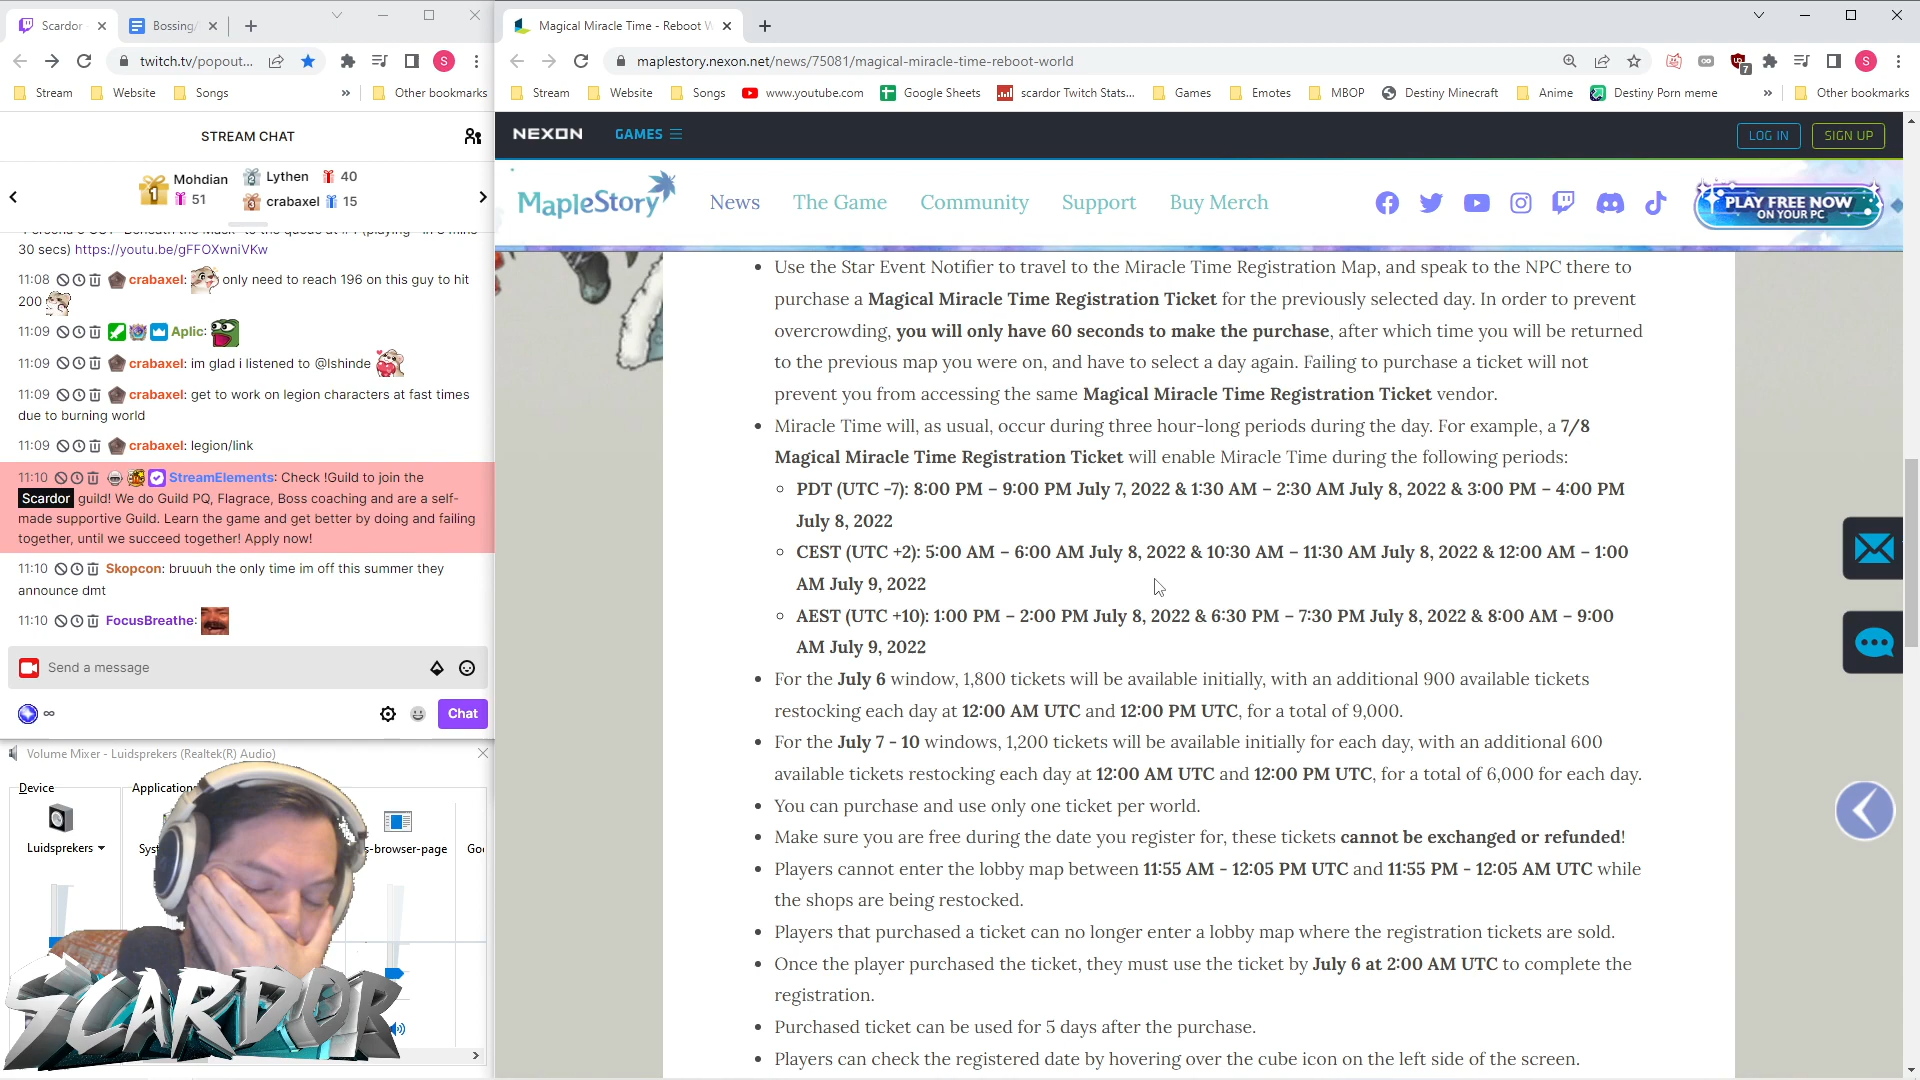 Scardor
Bossing/
twitch.tv/popout...
S
Stream
Website
Songs
»
Other bookmarks
STREAM CHAT
Mohdian
51
Lythen 40
crabaxel 15
30 secs) https://youtu.be/gFFOXwniVKw
11:08 crabaxel: only need to reach 196 on this guy to hit
200
11:09 Aplic:
11:09 crabaxel: im glad i listened to @lshinde
11:09 crabaxel: get to work on legion characters at fast times
due to burning world
11:09 crabaxel: legion/link
11:10 StreamElements: Check !Guild to join the
Scardor guild! We do Guild PQ, Flagrace, Boss coaching and are a self-
made supportive Guild. Learn the game and get better by doing and failing
together, until we succeed together! Apply now!
11:10 Skopcon: bruuuh the only time im off this summer they
announce dmt
11:10 FocusBreathe:
Send a message
∞
Chat
Volume Mixer - Luidsprekers (Realtek(R) Audio)
Device
Application
Luidsprekers
s-browser-page
SCARDOR
Magical Miracle Time - Reboot W
maplestory.nexon.net/news/75081/magical-miracle-time-reboot-world
7
S
Stream
Website
Songs
www.youtube.com
Google Sheets
scardor Twitch Stats...
Games
Emotes
MBOP
Destiny Minecraft
Anime
Destiny Porn meme
»
Other bookmarks
NEXON
GAMES
LOG IN
SIGN UP
MapleStory
News
The Game
Community
Support
Buy Merch
PLAY FREE NOW
ON YOUR PC
• Use the Star Event Notifier to travel to the Miracle Time Registration Map, and speak to the NPC there to
purchase a Magical Miracle Time Registration Ticket for the previously selected day. In order to prevent
overcrowding, you will only have 60 seconds to make the purchase, after which time you will be returned
to the previous map you were on, and have to select a day again. Failing to purchase a ticket will not
prevent you from accessing the same Magical Miracle Time Registration Ticket vendor.
• Miracle Time will, as usual, occur during three hour-long periods during the day. For example, a 7/8
Magical Miracle Time Registration Ticket will enable Miracle Time during the following periods:
PDT (UTC -7): 8:00 PM – 9:00 PM July 7, 2022 & 1:30 AM – 2:30 AM July 8, 2022 & 3:00 PM – 4:00 PM
July 8, 2022
CEST (UTC +2): 5:00 AM – 6:00 AM July 8, 2022 & 10:30 AM – 11:30 AM July 8, 2022 & 12:00 AM – 1:00
AM July 9, 2022
AEST (UTC +10): 1:00 PM – 2:00 PM July 8, 2022 & 6:30 PM – 7:30 PM July 8, 2022 & 8:00 AM – 9:00
AM July 9, 2022
• For the July 6 window, 1,800 tickets will be available initially, with an additional 900 available tickets
restocking each day at 12:00 AM UTC and 12:00 PM UTC, for a total of 9,000.
• For the July 7 - 10 windows, 1,200 tickets will be available initially for each day, with an additional 600
available tickets restocking each day at 12:00 AM UTC and 12:00 PM UTC, for a total of 6,000 for each day.
• You can purchase and use only one ticket per world.
• Make sure you are free during the date you register for, these tickets cannot be exchanged or refunded!
• Players cannot enter the lobby map between 11:55 AM - 12:05 PM UTC and 11:55 PM - 12:05 AM UTC while
the shops are being restocked.
• Players that purchased a ticket can no longer enter a lobby map where the registration tickets are sold.
• Once the player purchased the ticket, they must use the ticket by July 6 at 2:00 AM UTC to complete the
registration.
• Purchased ticket can be used for 5 days after the purchase.
• Players can check the registered date by hovering over the cube icon on the left side of the screen.